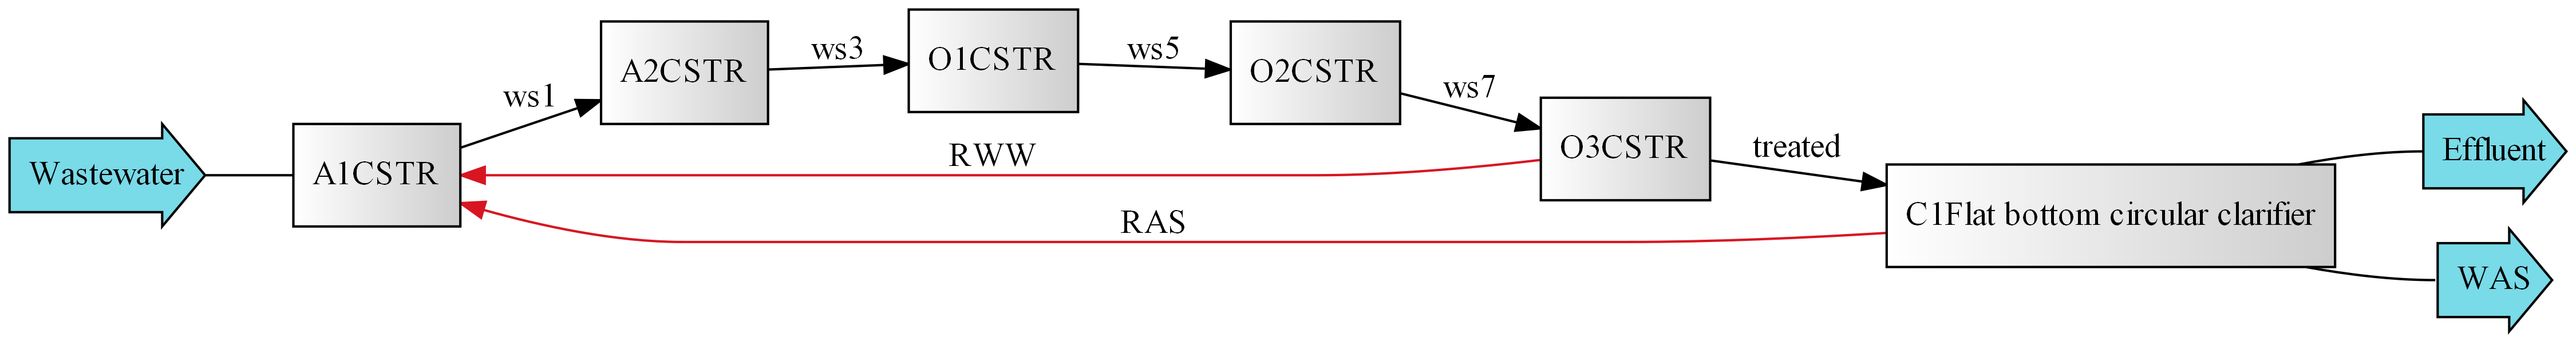 Wastewater
A1CSTR
ws1
A2CSTR
ws3
O1CSTR
ws5
O2CSTR
ws7
O3CSTR
RWW
treated
RAS
C1Flat bottom circular clarifier
Effluent
WAS